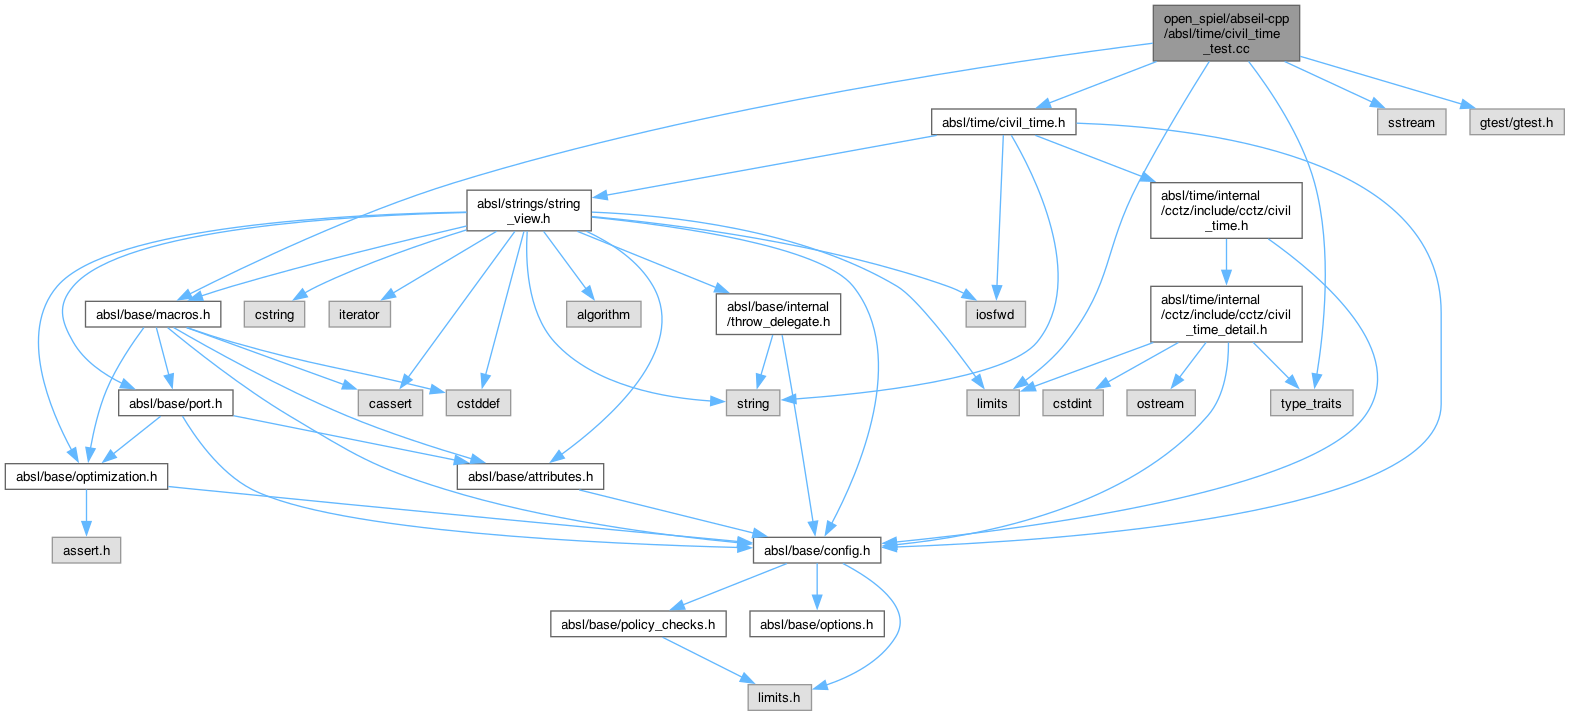 open_spiel/abseil-cpp
/absl/time/civil_time
_test.cc
absl/time/civil_time.h
sstream
gtest/gtest.h
absl/strings/string
_view.h
absl/time/internal
/cctz/include/cctz/civil
_time.h
absl/base/macros.h
cstring
iterator
algorithm
absl/base/internal
/throw_delegate.h
iosfwd
absl/time/internal
/cctz/include/cctz/civil
_time_detail.h
absl/base/port.h
cassert
cstddef
string
limits
cstdint
ostream
type_traits
absl/base/optimization.h
absl/base/attributes.h
assert.h
absl/base/config.h
absl/base/policy_checks.h
absl/base/options.h
limits.h